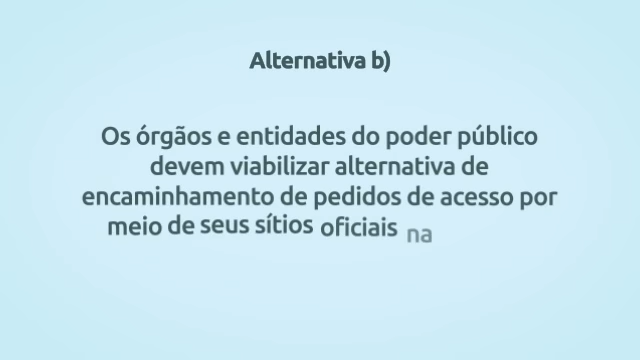 Alternativa b)
Os órgãos e entidades do poder público
devem viabilizar alternativa de
encaminhamento de pedidos de acesso por
meio de seus sítios oficiais na